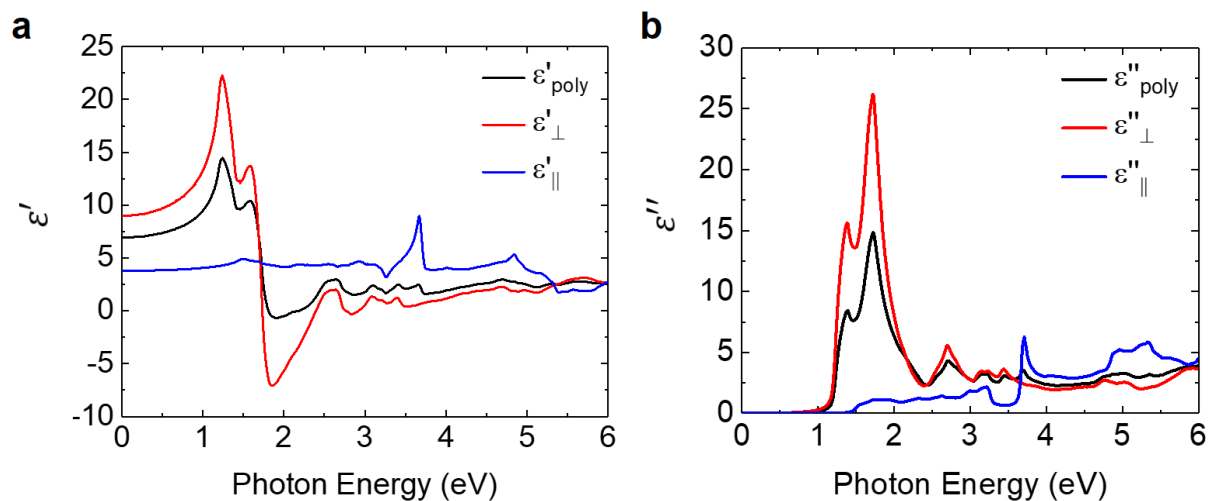 a
25
20
15
10
5
0
-5
-10
ε'
ε'poly
ε'⊥
ε'||
0 1 2 3 4 5 6
Photon Energy (eV)
b
30
25
20
15
10
5
0
ε''
ε''poly
ε''⊥
ε''||
0 1 2 3 4 5 6
Photon Energy (eV)